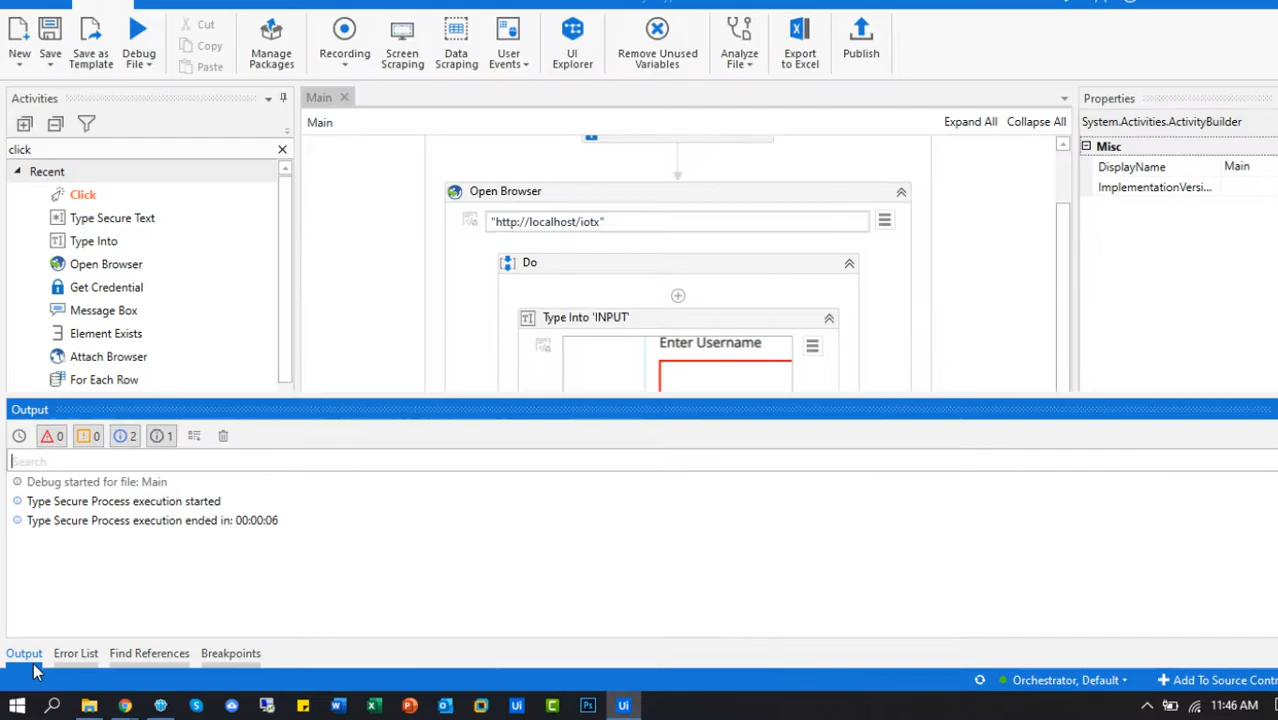 New
Save
Save as
Template
Debug
File
Cut
Copy
Paste
Manage
Packages
Recording
Screen
Scraping
Data
Scraping
User
Events
UI
Explorer
Remove Unused
Variables
Analyze
File
Export
to Excel
Publish
Activities
click
Recent
Click
Type Secure Text
Type Into
Open Browser
Get Credential
Message Box
Element Exists
Attach Browser
For Each Row
Main
Main
Expand All
Collapse All
Open Browser
"http://localhost/iotx"
Do
Type Into 'INPUT'
Enter Username
Properties
System.Activities.ActivityBuilder
Misc
DisplayName Main
ImplementationVersi...
Output
0
0
2
1
Search
Debug started for file: Main
Type Secure Process execution started
Type Secure Process execution ended in: 00:00:06
Output
Error List
Find References
Breakpoints
Orchestrator, Default
Add To Source Contr
11:46 AM